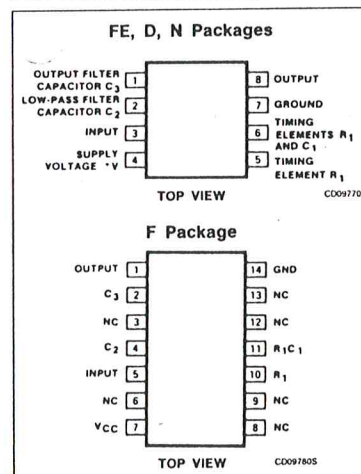 FE, D, N Packages
OUTPUT FILTER
CAPACITOR C3
1
8
OUTPUT
LOW-PASS FILTER
CAPACITOR C2
2
7
GROUND
INPUT
3
6
TIMING
ELEMENTS R1
AND C1
SUPPLY
VOLTAGE +V
4
5
TIMING
ELEMENT R1
TOP VIEW
CD09770
F Package
OUTPUT 1 14 GND
C3 2 13 NC
NC 3 12 NC
C2 4 11 R1C1
INPUT 5 10 R1
NC 6 9 NC
VCC 7 8 NC
TOP VIEW
CD09780S